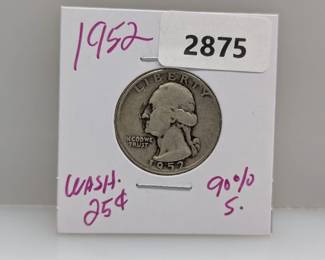 1952
2875
LIBERTY
IN GOD WE
TRUST
1952
WASH.
25¢
90%
S.